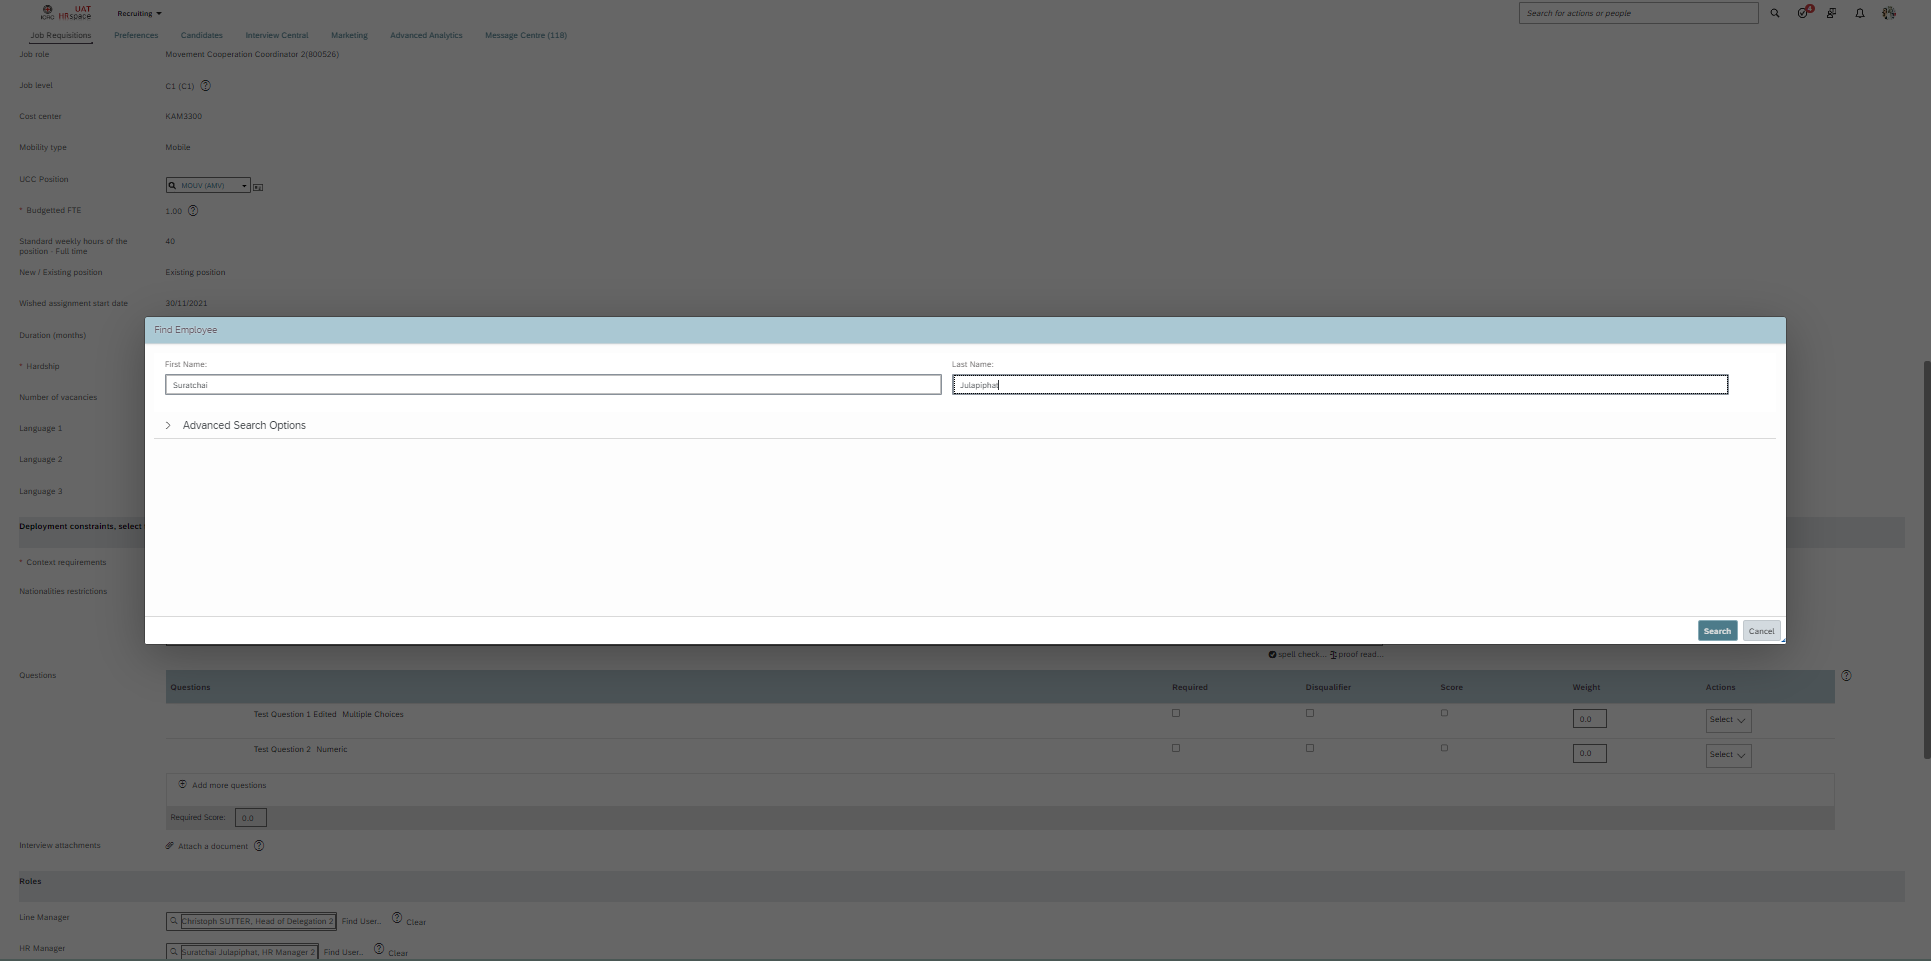 UAT
ICRC HRspace
Recruiting
Search for actions or people
4
Job Requisitions Preferences Candidates Interview Central Marketing Advanced Analytics Message Centre (118)
Job role Movement Cooperation Coordinator 2(800526)
Job level C1 (C1)
Cost center KAM3300
Mobility type Mobile
UCC Position MOUV (AMV)
* Budgetted FTE 1.00
Standard weekly hours of the 40
position - Full time
New / Existing position Existing position
Wished assignment start date 30/11/2021
Find Employee
Duration (months)
First Name: Last Name:
* Hardship
Suratchai Julapiphat
Number of vacancies
Language 1
Advanced Search Options
Language 2
Language 3
Deployment constraints, select
* Context requirements
Nationalities restrictions
Search Cancel
spell check... proof read...
Questions
Questions Required Disqualifier Score Weight Actions
Test Question 1 Edited Multiple Choices 0.0 Select
Test Question 2 Numeric 0.0 Select
Add more questions
Required Score: 0.0
Interview attachments Attach a document
Roles
Line Manager Christoph SUTTER, Head of Delegation 2 Find User... Clear
HR Manager Suratchai Julapiphat, HR Manager 2 Find User... Clear